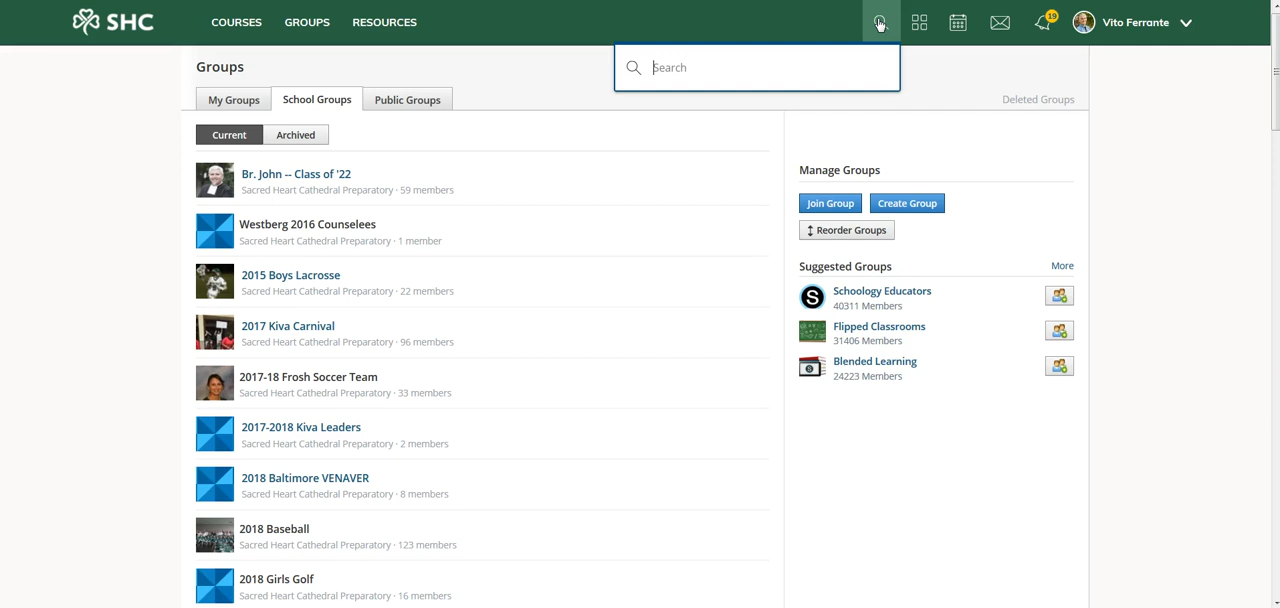 SHC COURSES GROUPS RESOURCES 19 Vito Ferrante
Search
Groups
My Groups School Groups Public Groups Deleted Groups
Current Archived
Br. John -- Class of '22
Sacred Heart Cathedral Preparatory · 59 members
Westberg 2016 Counselees
Sacred Heart Cathedral Preparatory · 1 member
2015 Boys Lacrosse
Sacred Heart Cathedral Preparatory · 22 members
2017 Kiva Carnival
Sacred Heart Cathedral Preparatory · 96 members
2017-18 Frosh Soccer Team
Sacred Heart Cathedral Preparatory · 33 members
2017-2018 Kiva Leaders
Sacred Heart Cathedral Preparatory · 2 members
2018 Baltimore VENAVER
Sacred Heart Cathedral Preparatory · 8 members
2018 Baseball
Sacred Heart Cathedral Preparatory · 123 members
2018 Girls Golf
Sacred Heart Cathedral Preparatory · 16 members
Manage Groups
Join Group Create Group
Reorder Groups
Suggested Groups More
S Schoology Educators
40311 Members
Flipped Classrooms
31406 Members
Blended Learning
24223 Members